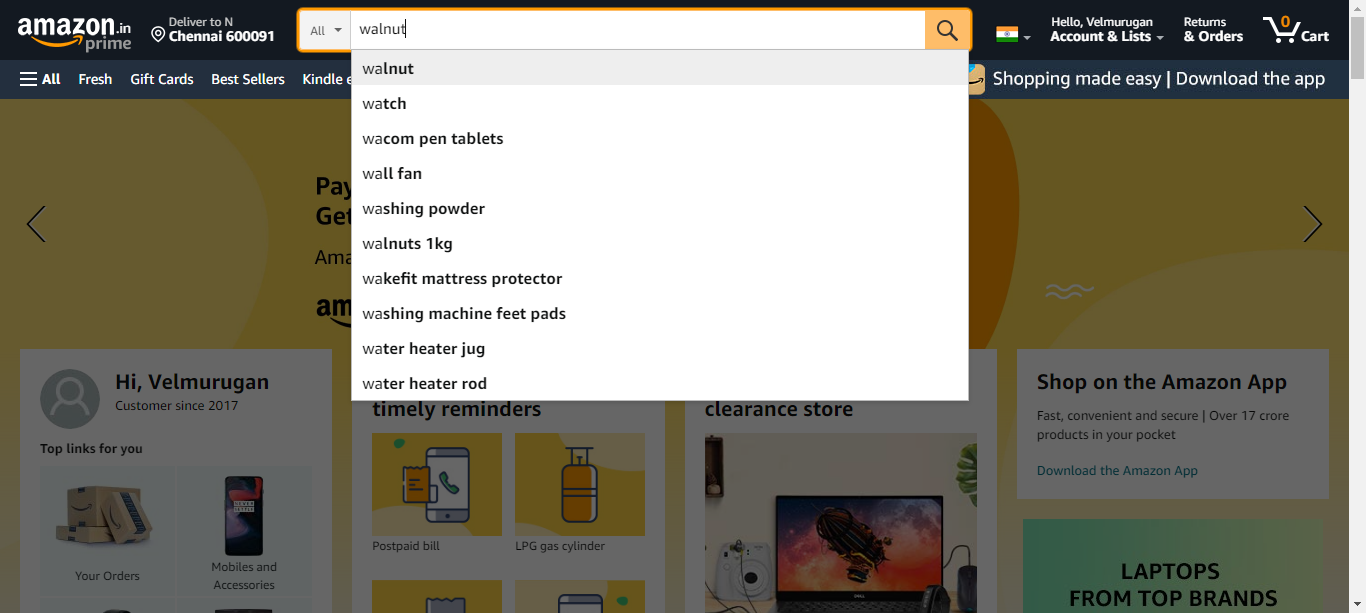 amazon.in
prime
Deliver to N
Chennai 600091
All
walnut
Hello, Velmurugan
Account & Lists
Returns
& Orders
0
Cart
All
Fresh
Gift Cards
Best Sellers
Kindle
Shopping made easy | Download the app
walnut
watch
wacom pen tablets
wall fan
washing powder
walnuts 1kg
wakefit mattress protector
washing machine feet pads
water heater jug
water heater rod
Pay
Get
Ama
am
Hi, Velmurugan
Customer since 2017
Top links for you
Your Orders
Mobiles and
Accessories
timely reminders
Postpaid bill
LPG gas cylinder
clearance store
DELL
Shop on the Amazon App
Fast, convenient and secure | Over 17 crore
products in your pocket
Download the Amazon App
LAPTOPS
FROM TOP BRANDS